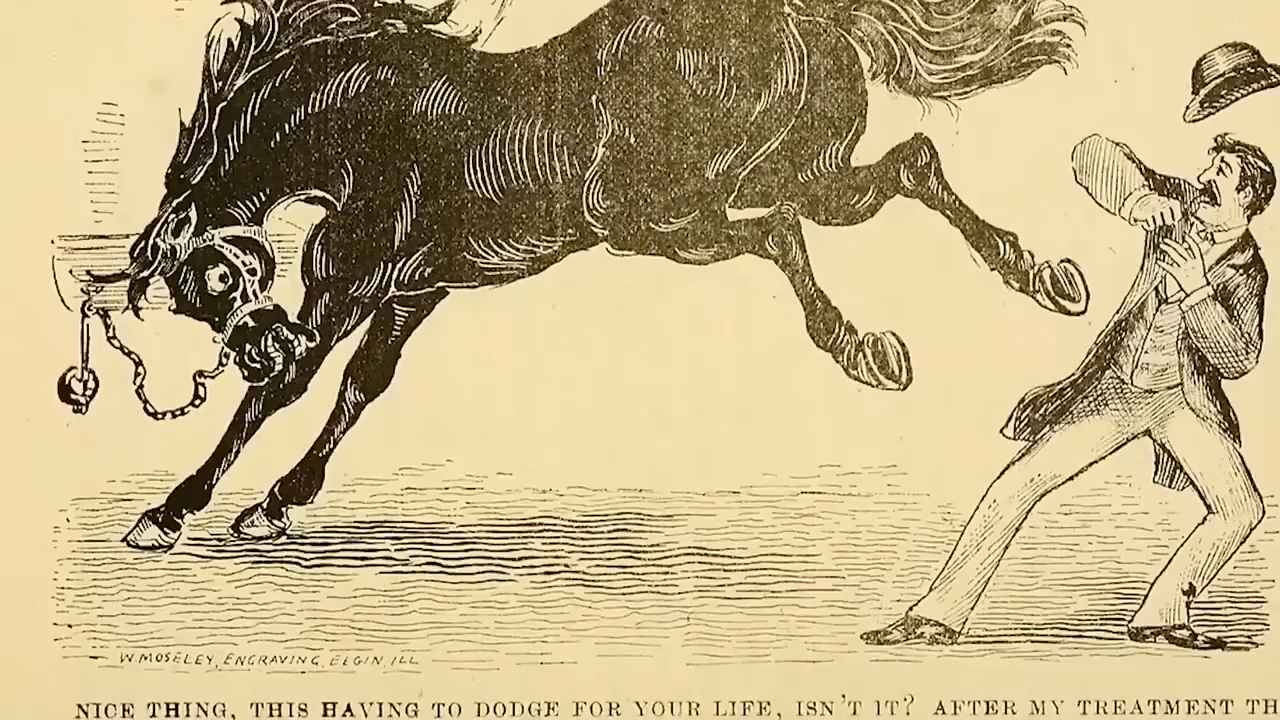 W. MOSELEY, ENGRAVING, ELGIN, ILL
NICE THING, THIS HAVING TO DODGE FOR YOUR LIFE, ISN'T IT? AFTER MY TREATMENT